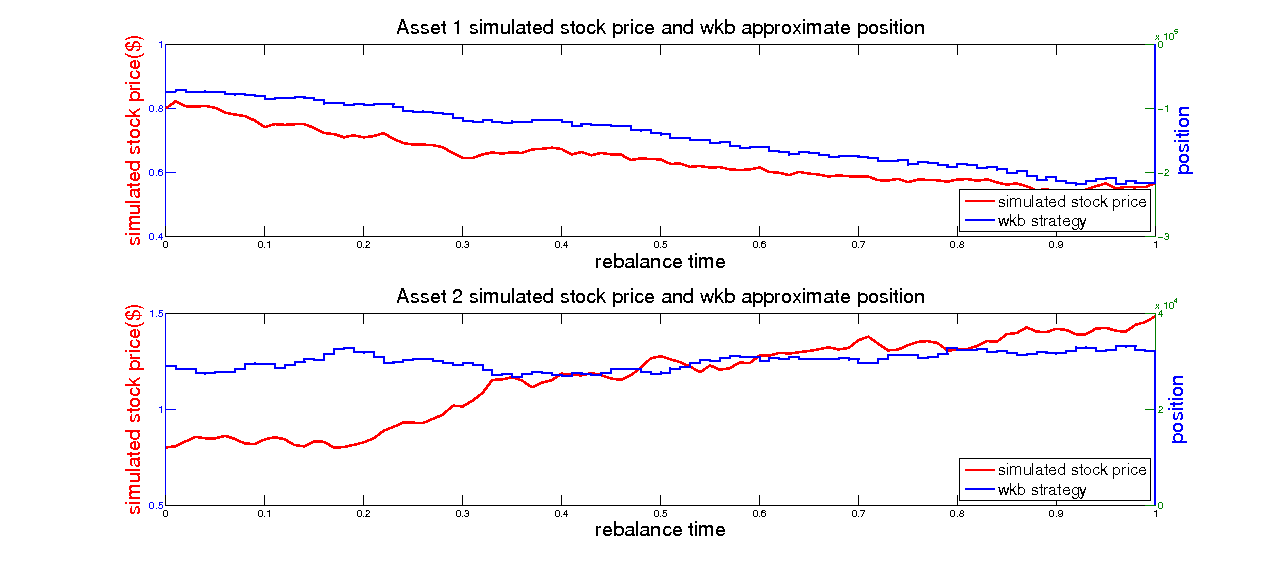 Asset 1 simulated stock price and wkb approximate position
x 10^5
simulated stock price($)
1
0.8
0.6
0.4
0
-1
-2
-3
position
simulated stock price
wkb strategy
0 0.1 0.2 0.3 0.4 0.5 0.6 0.7 0.8 0.9 1
rebalance time
Asset 2 simulated stock price and wkb approximate position
x 10^4
simulated stock price($)
1.5
1
0.5
4
2
0
position
simulated stock price
wkb strategy
0 0.1 0.2 0.3 0.4 0.5 0.6 0.7 0.8 0.9 1
rebalance time